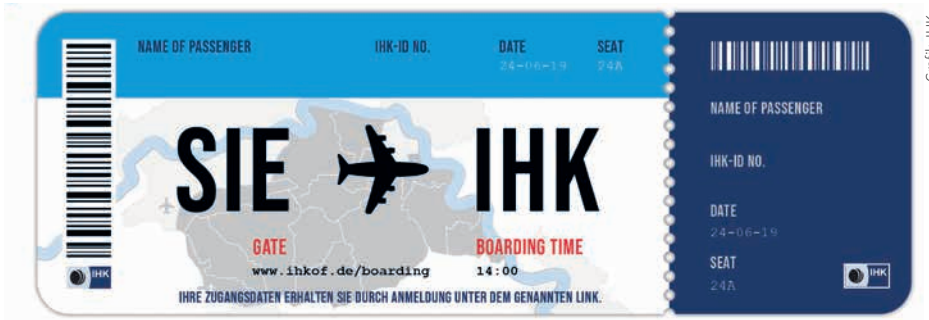 NAME OF PASSENGER IHK-ID NO. DATE SEAT
24-06-19 24A
SIE IHK
GATE BOARDING TIME
www.ihkof.de/boarding 14:00
IHRE ZUGANGSDATEN ERHALTEN SIE DURCH ANMELDUNG UNTER DEM GENANNTEN LINK.
IHK
NAME OF PASSENGER
IHK-ID NO.
DATE
24-06-19
SEAT
24A
IHK